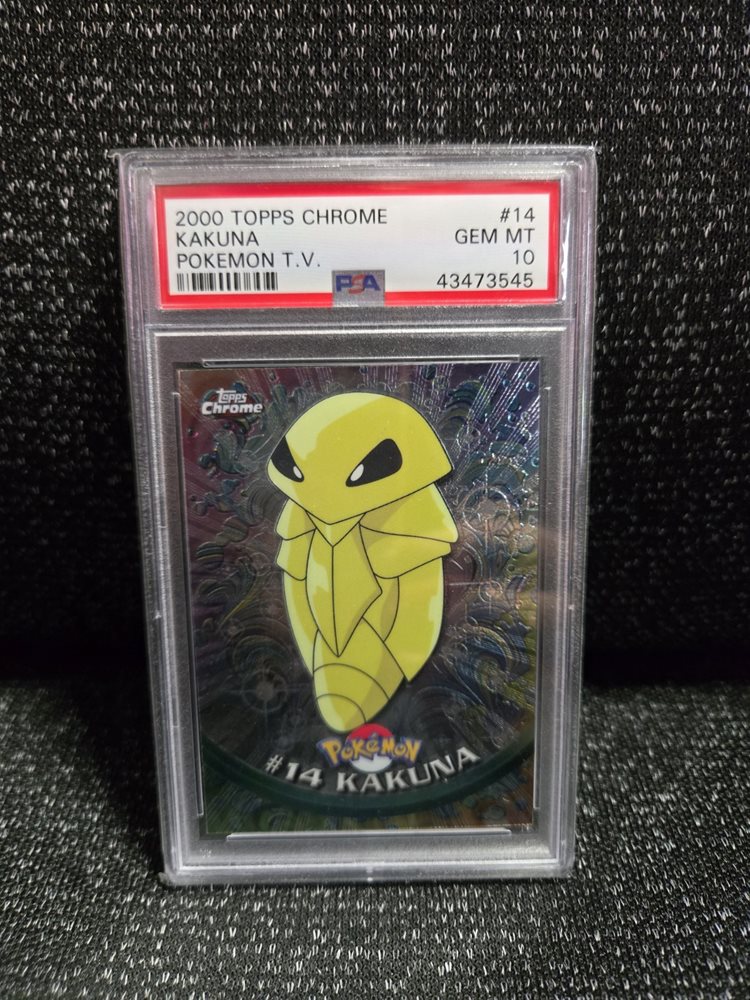 2000 TOPPS CHROME #14
KAKUNA GEM MT
POKEMON T.V. 10
PSA 43473545
topps
Chrome
POKéMON
#14 KAKUNA